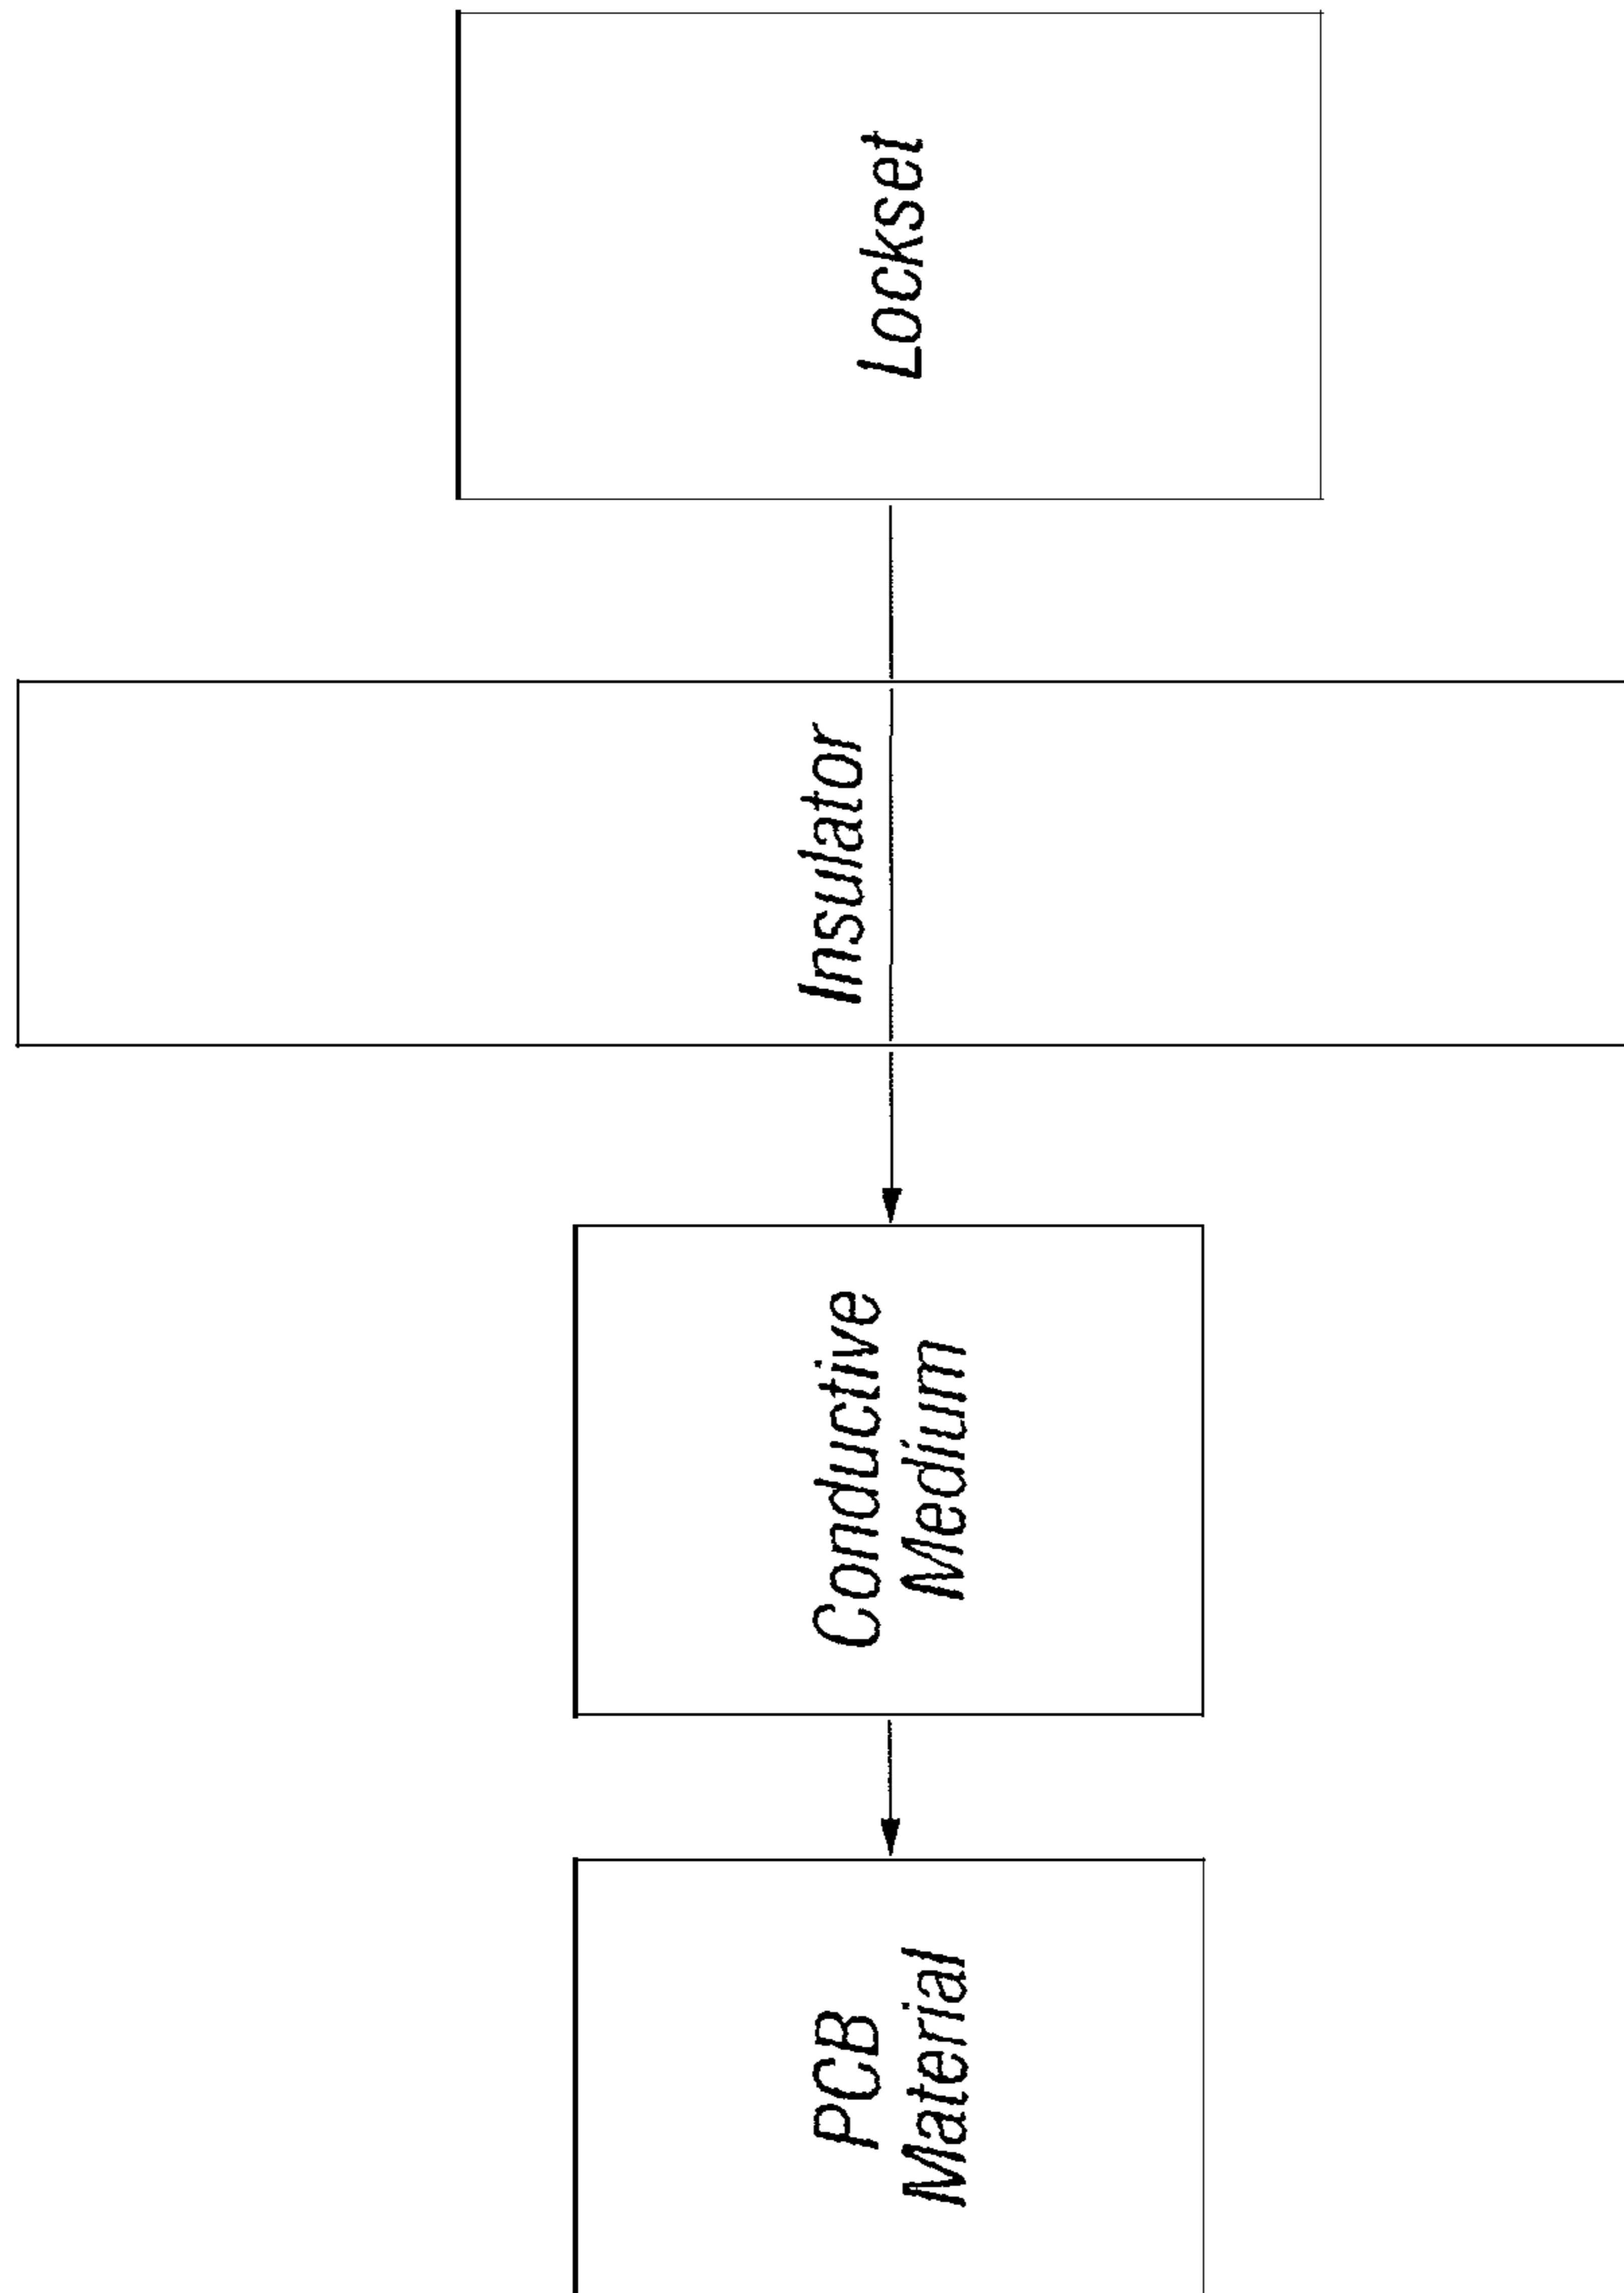 Lockset
Insulator
Conductive
Medium
PCB
Material